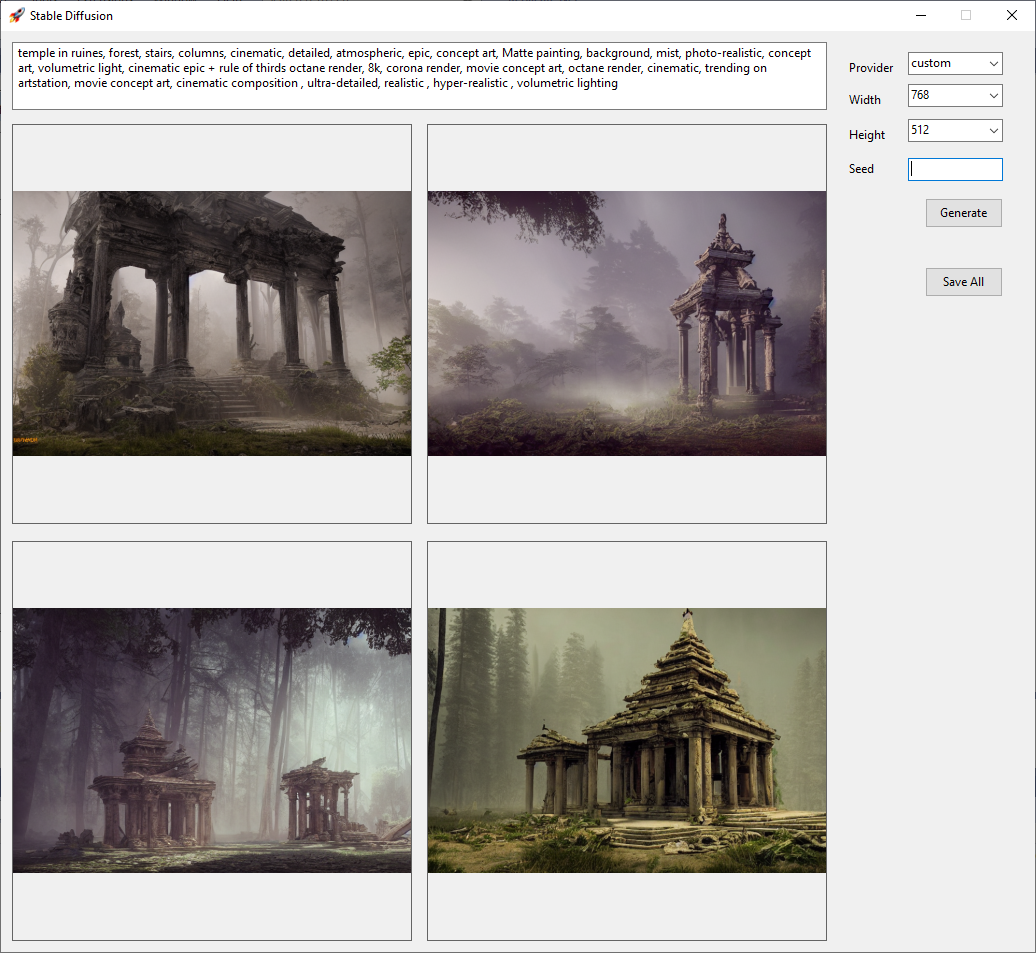 Stable Diffusion
temple in ruines, forest, stairs, columns, cinematic, detailed, atmospheric, epic, concept art, Matte painting, background, mist, photo-realistic, concept
art, volumetric light, cinematic epic + rule of thirds octane render, 8k, corona render, movie concept art, octane render, cinematic, trending on
artstation, movie concept art, cinematic composition , ultra-detailed, realistic , hyper-realistic , volumetric lighting
Provider
custom
Width
768
Height
512
Seed
Generate
Save All